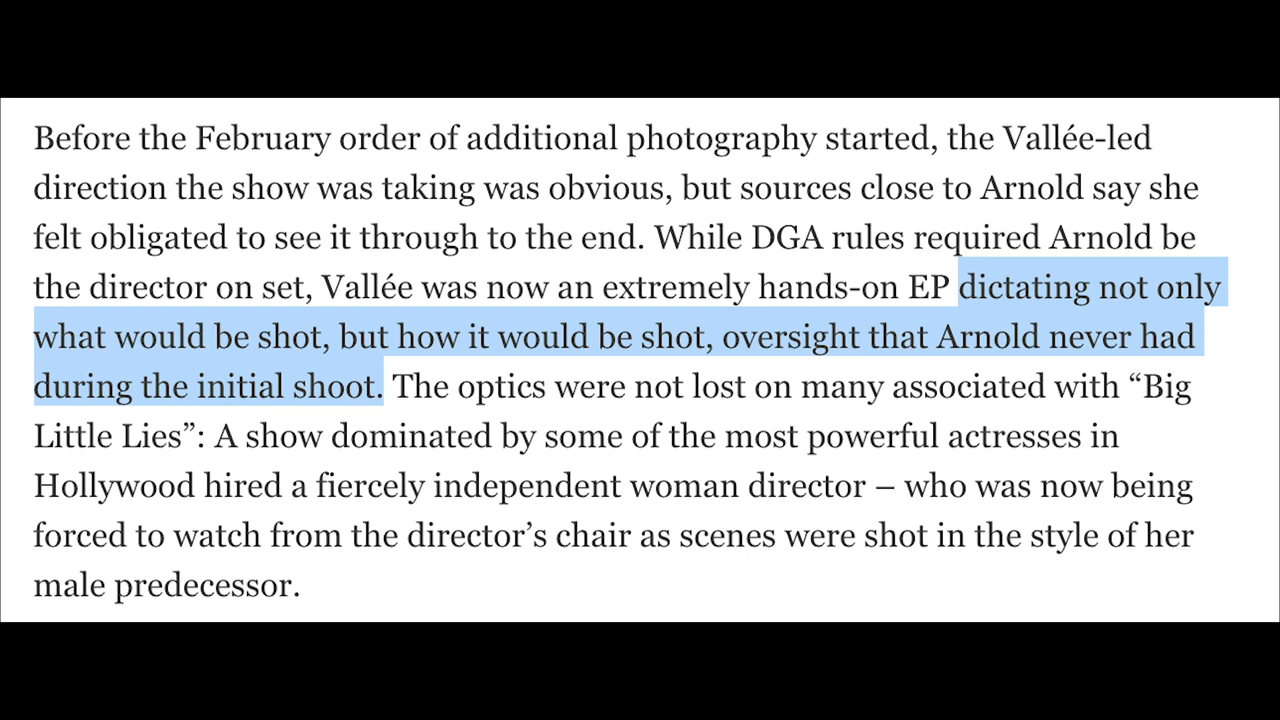 Before the February order of additional photography started, the Vallée-led
direction the show was taking was obvious, but sources close to Arnold say she
felt obligated to see it through to the end. While DGA rules required Arnold be
the director on set, Vallée was now an extremely hands-on EP dictating not only
what would be shot, but how it would be shot, oversight that Arnold never had
during the initial shoot. The optics were not lost on many associated with “Big
Little Lies”: A show dominated by some of the most powerful actresses in
Hollywood hired a fiercely independent woman director – who was now being
forced to watch from the director’s chair as scenes were shot in the style of her
male predecessor.